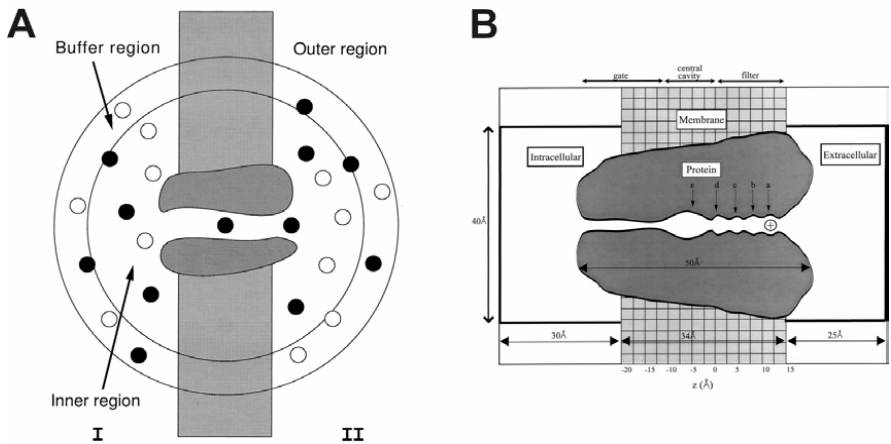 A
Buffer region
Outer region
Inner region
I
II
B
gate
central
cavity
filter
Membrane
Intracellular
Extracellular
Protein
e d c b a
+
40Å
50Å
30Å
34Å
25Å
-20 -15 -10 -5 0 5 10 15
z (Å)